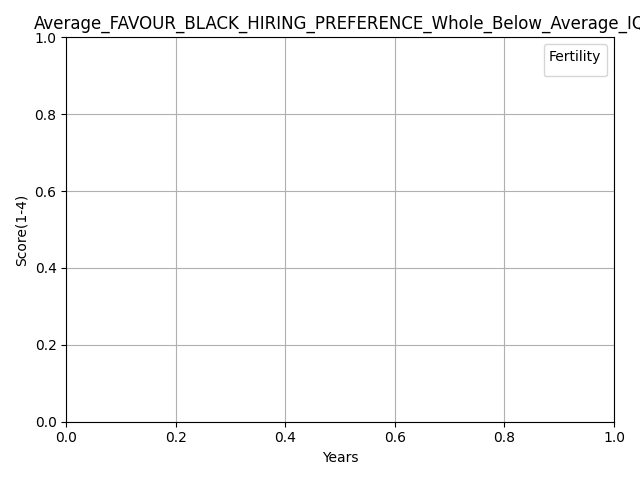 Average_FAVOUR_BLACK_HIRING_PREFERENCE_Whole_Below_Average_IQ
1.0
Fertility
0.8
0.6
Score(1-4)
0.4
0.2
0.0
0.0 0.2 0.4 0.6 0.8 1.0
Years